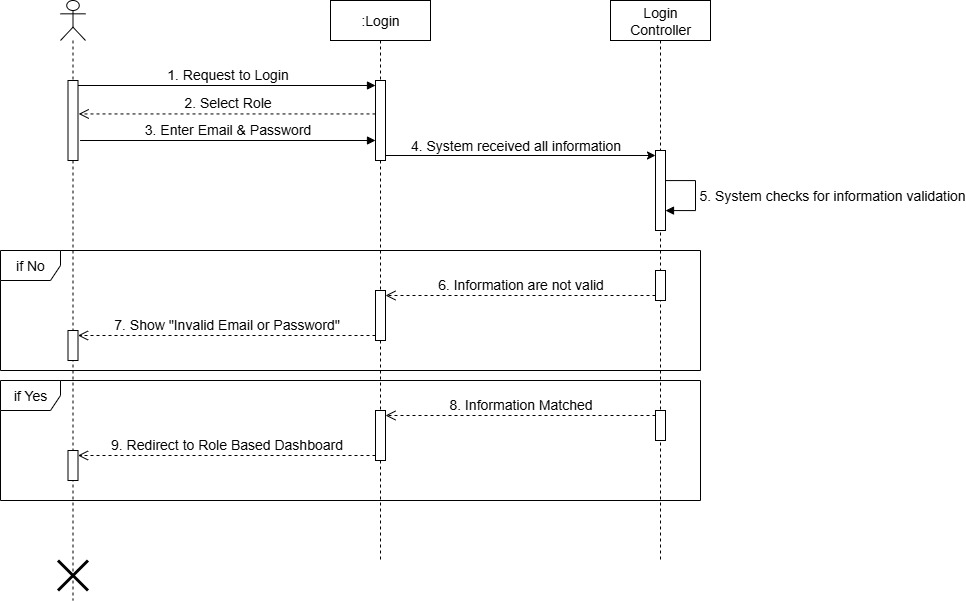 :Login
Login
Controller
1. Request to Login
2. Select Role
3. Enter Email & Password
4. System received all information
5. System checks for information validation
if No
6. Information are not valid
7. Show "Invalid Email or Password"
if Yes
8. Information Matched
9. Redirect to Role Based Dashboard